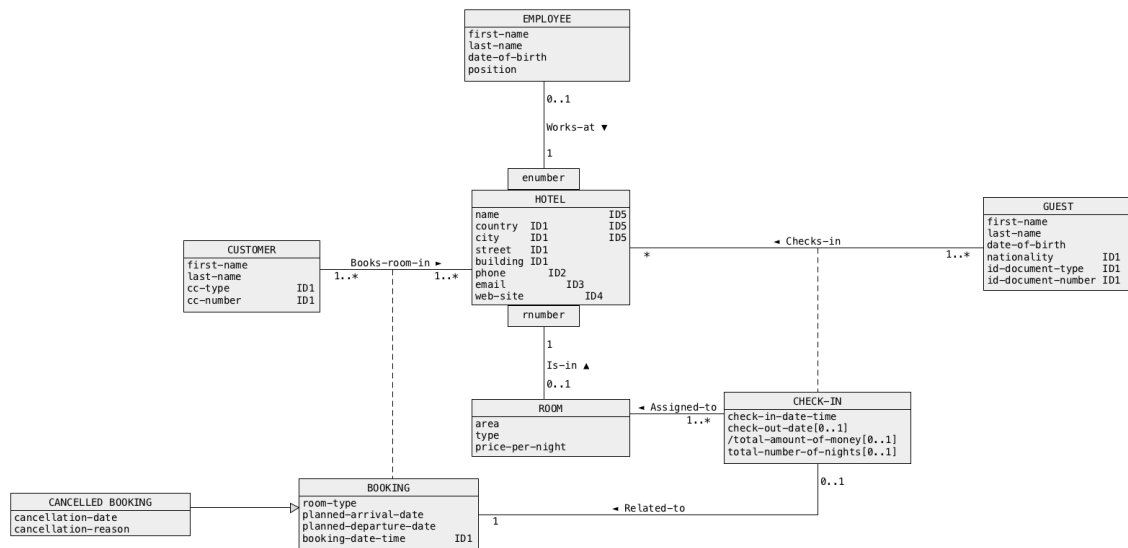 EMPLOYEE
first-name
last-name
date-of-birth
position
0..1
Works-at ▼
1
enumber
HOTEL
name ID5
country ID1 ID5
city ID1 ID5
street ID1
building ID1
phone ID2
email ID3
web-site ID4
rnumber
CUSTOMER
first-name
last-name
cc-type ID1
cc-number ID1
Books-room-in ►
1..* 1..*
◄ Checks-in
* 1..*
GUEST
first-name
last-name
date-of-birth
nationality ID1
id-document-type ID1
id-document-number ID1
1
Is-in ▲
0..1
ROOM
area
type
price-per-night
◄ Assigned-to
1..*
CHECK-IN
check-in-date-time
check-out-date[0..1]
/total-amount-of-money[0..1]
total-number-of-nights[0..1]
0..1
◄ Related-to
1
BOOKING
room-type
planned-arrival-date
planned-departure-date
booking-date-time ID1
CANCELLED BOOKING
cancellation-date
cancellation-reason